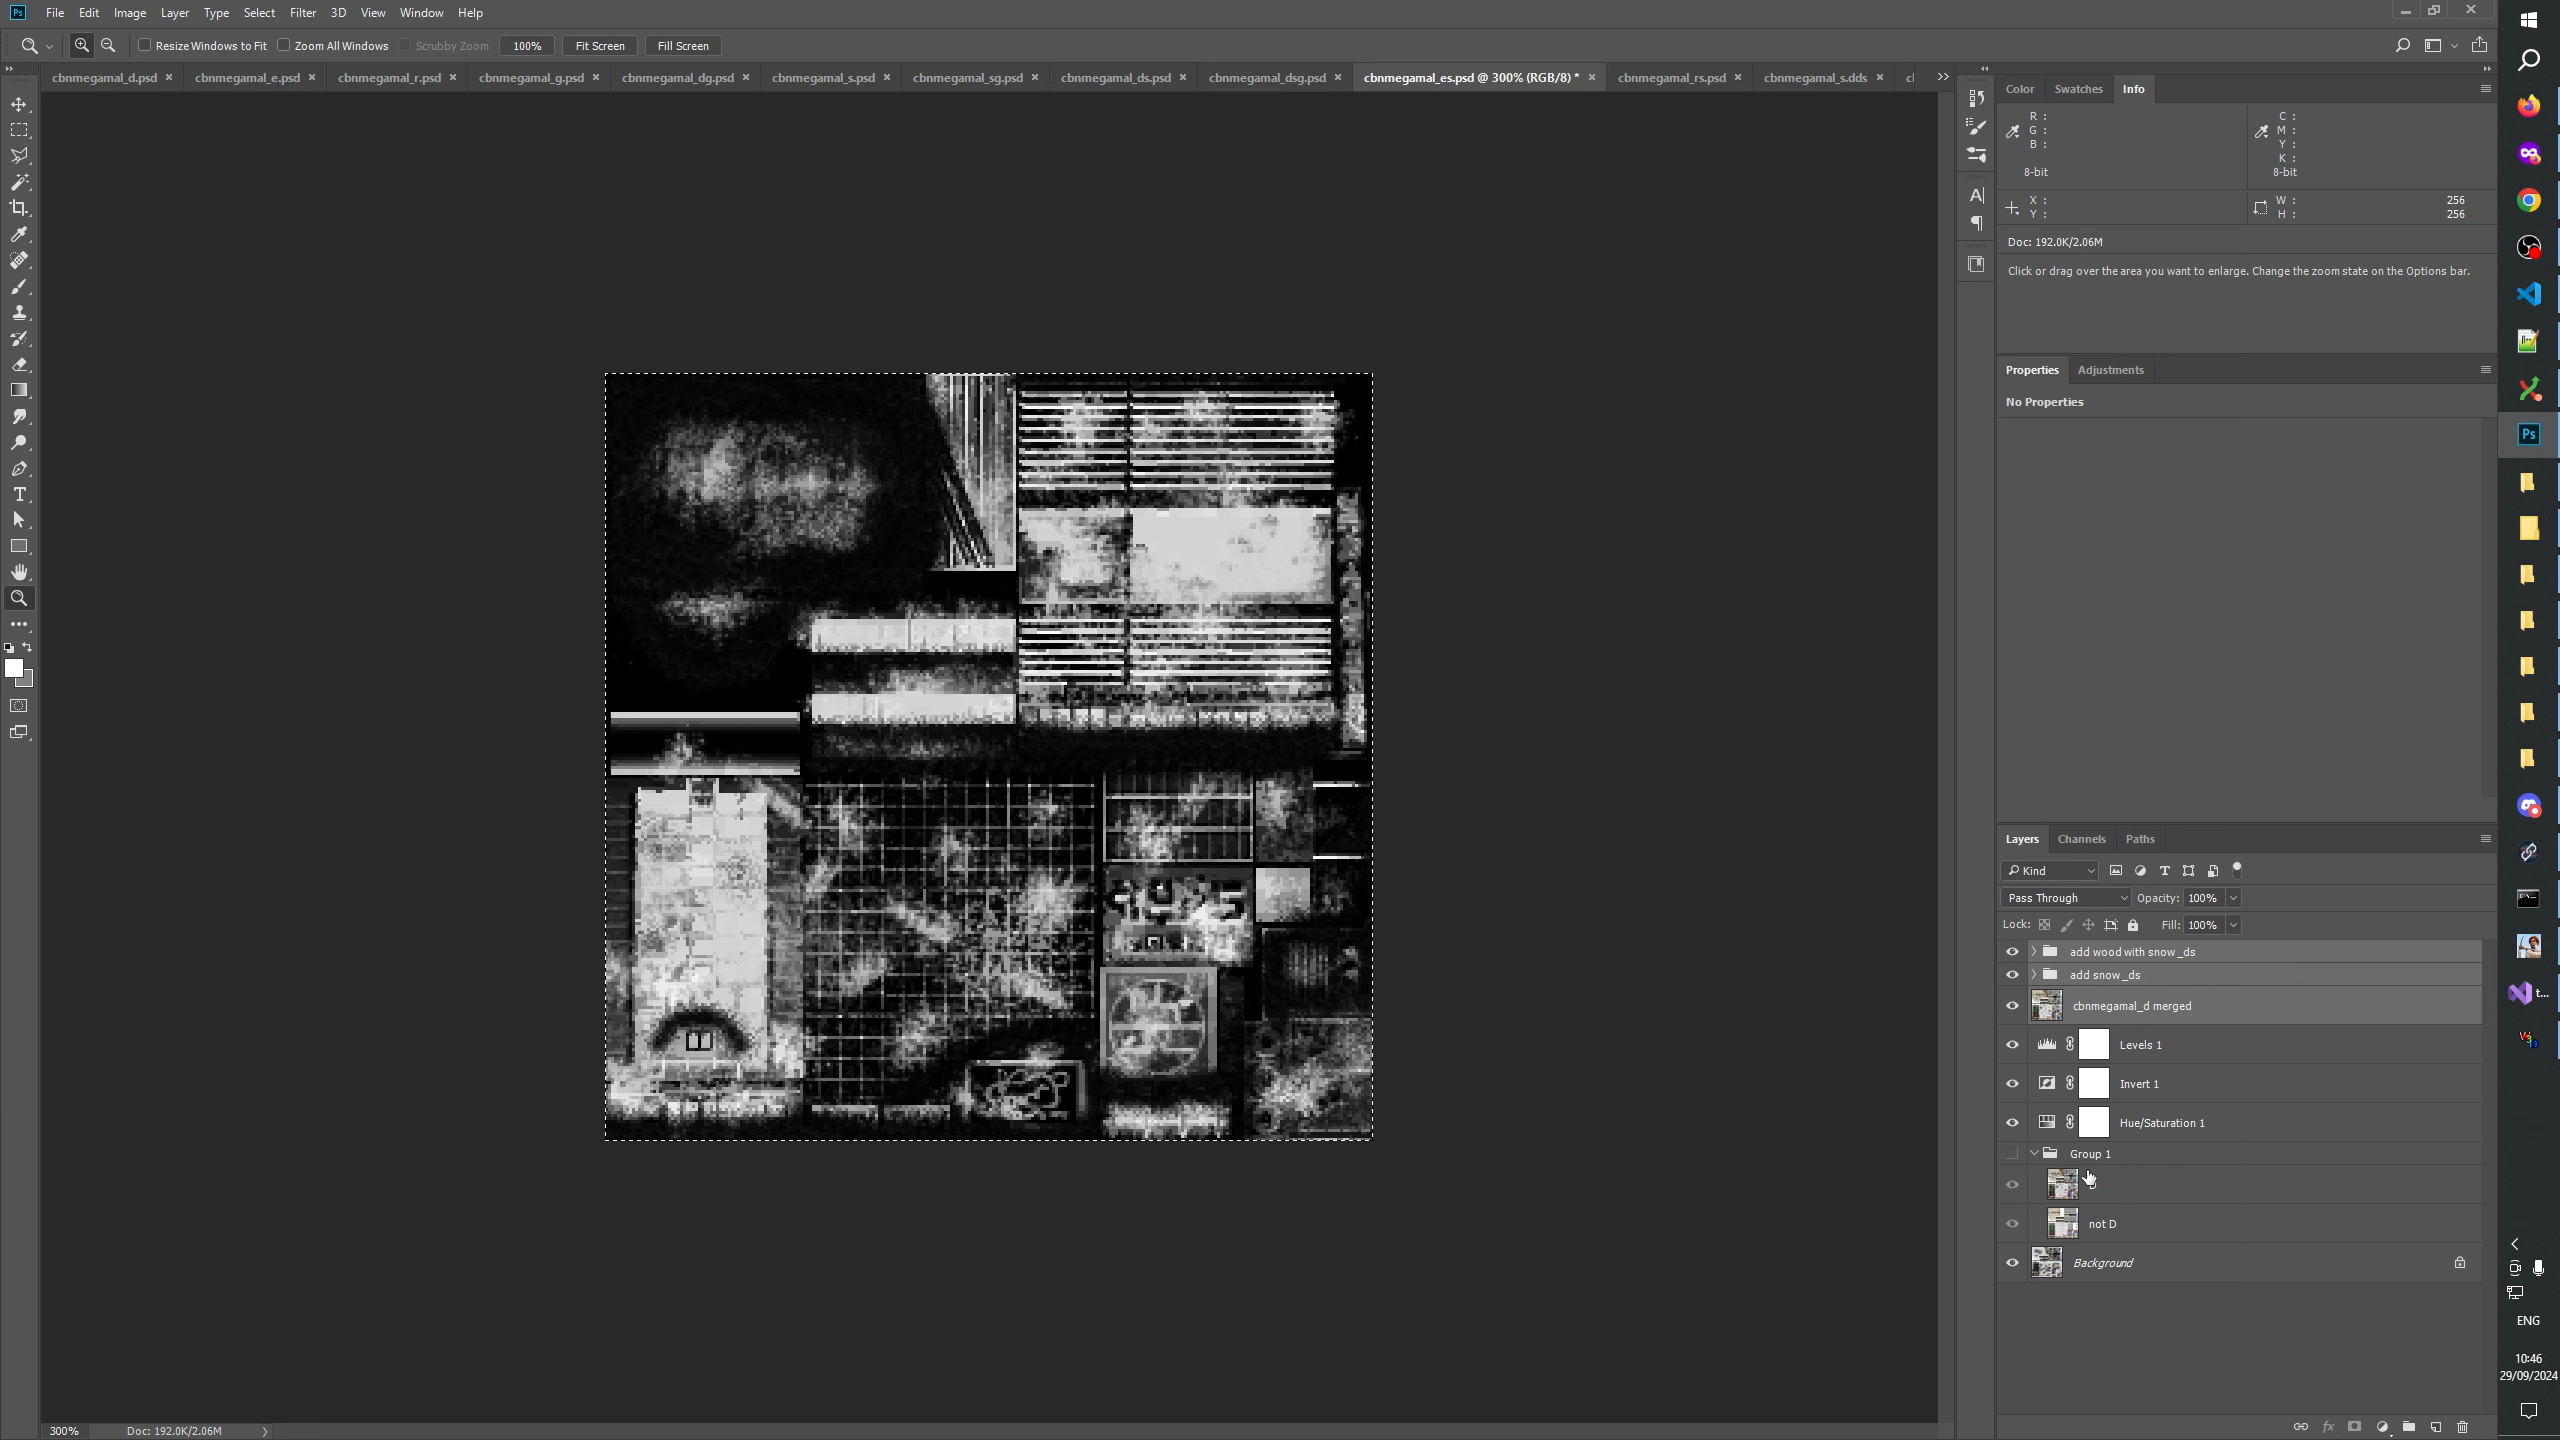 Ps File Edit Image Layer Type Select Filter 3D View Window Help
Resize Windows to Fit Zoom All Windows Scrubby Zoom 100% Fit Screen Fill Screen
cbnmegamal_d.psd × cbnmegamal_e.psd × cbnmegamal_r.psd × cbnmegamal_g.psd × cbnmegamal_dg.psd × cbnmegamal_s.psd × cbnmegamal_sg.psd × cbnmegamal_ds.psd × cbnmegamal_dsg.psd × cbnmegamal_es.psd @ 300% (RGB/8) * × cbnmegamal_rs.psd × cbnmegamal_s.dds ×
Color Swatches Info
R : C :
G : M :
B : Y :
K :
8-bit 8-bit
X : W : 256
Y : H : 256
Doc: 192.0K/2.06M
Click or drag over the area you want to enlarge. Change the zoom state on the Options bar.
Properties Adjustments
No Properties
Layers Channels Paths
Kind
Pass Through Opacity: 100%
Lock: Fill: 100%
add wood with snow _ds
add snow _ds
cbnmegamal_d merged
Levels 1
Invert 1
Hue/Saturation 1
Group 1
not D
Background
300% Doc: 192.0K/2.06M
Ps
t...
ENG
10:46
29/09/2024